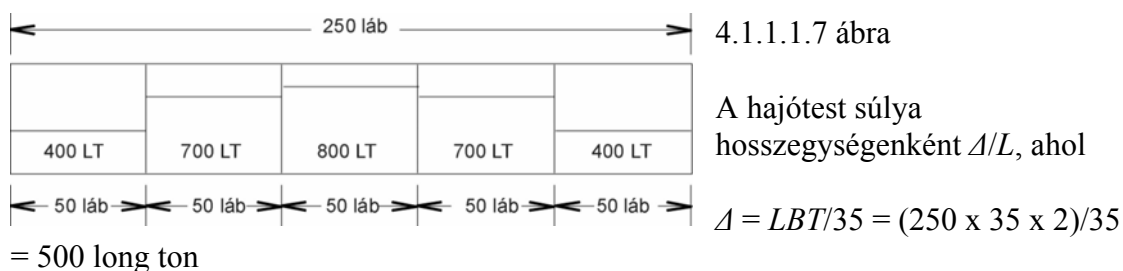 250 láb
400 LT 700 LT 800 LT 700 LT 400 LT
50 láb 50 láb 50 láb 50 láb 50 láb
4.1.1.1.7 ábra
A hajótest súlya
hosszegységenként Δ/L, ahol
Δ = LBT/35 = (250 x 35 x 2)/35
= 500 long ton